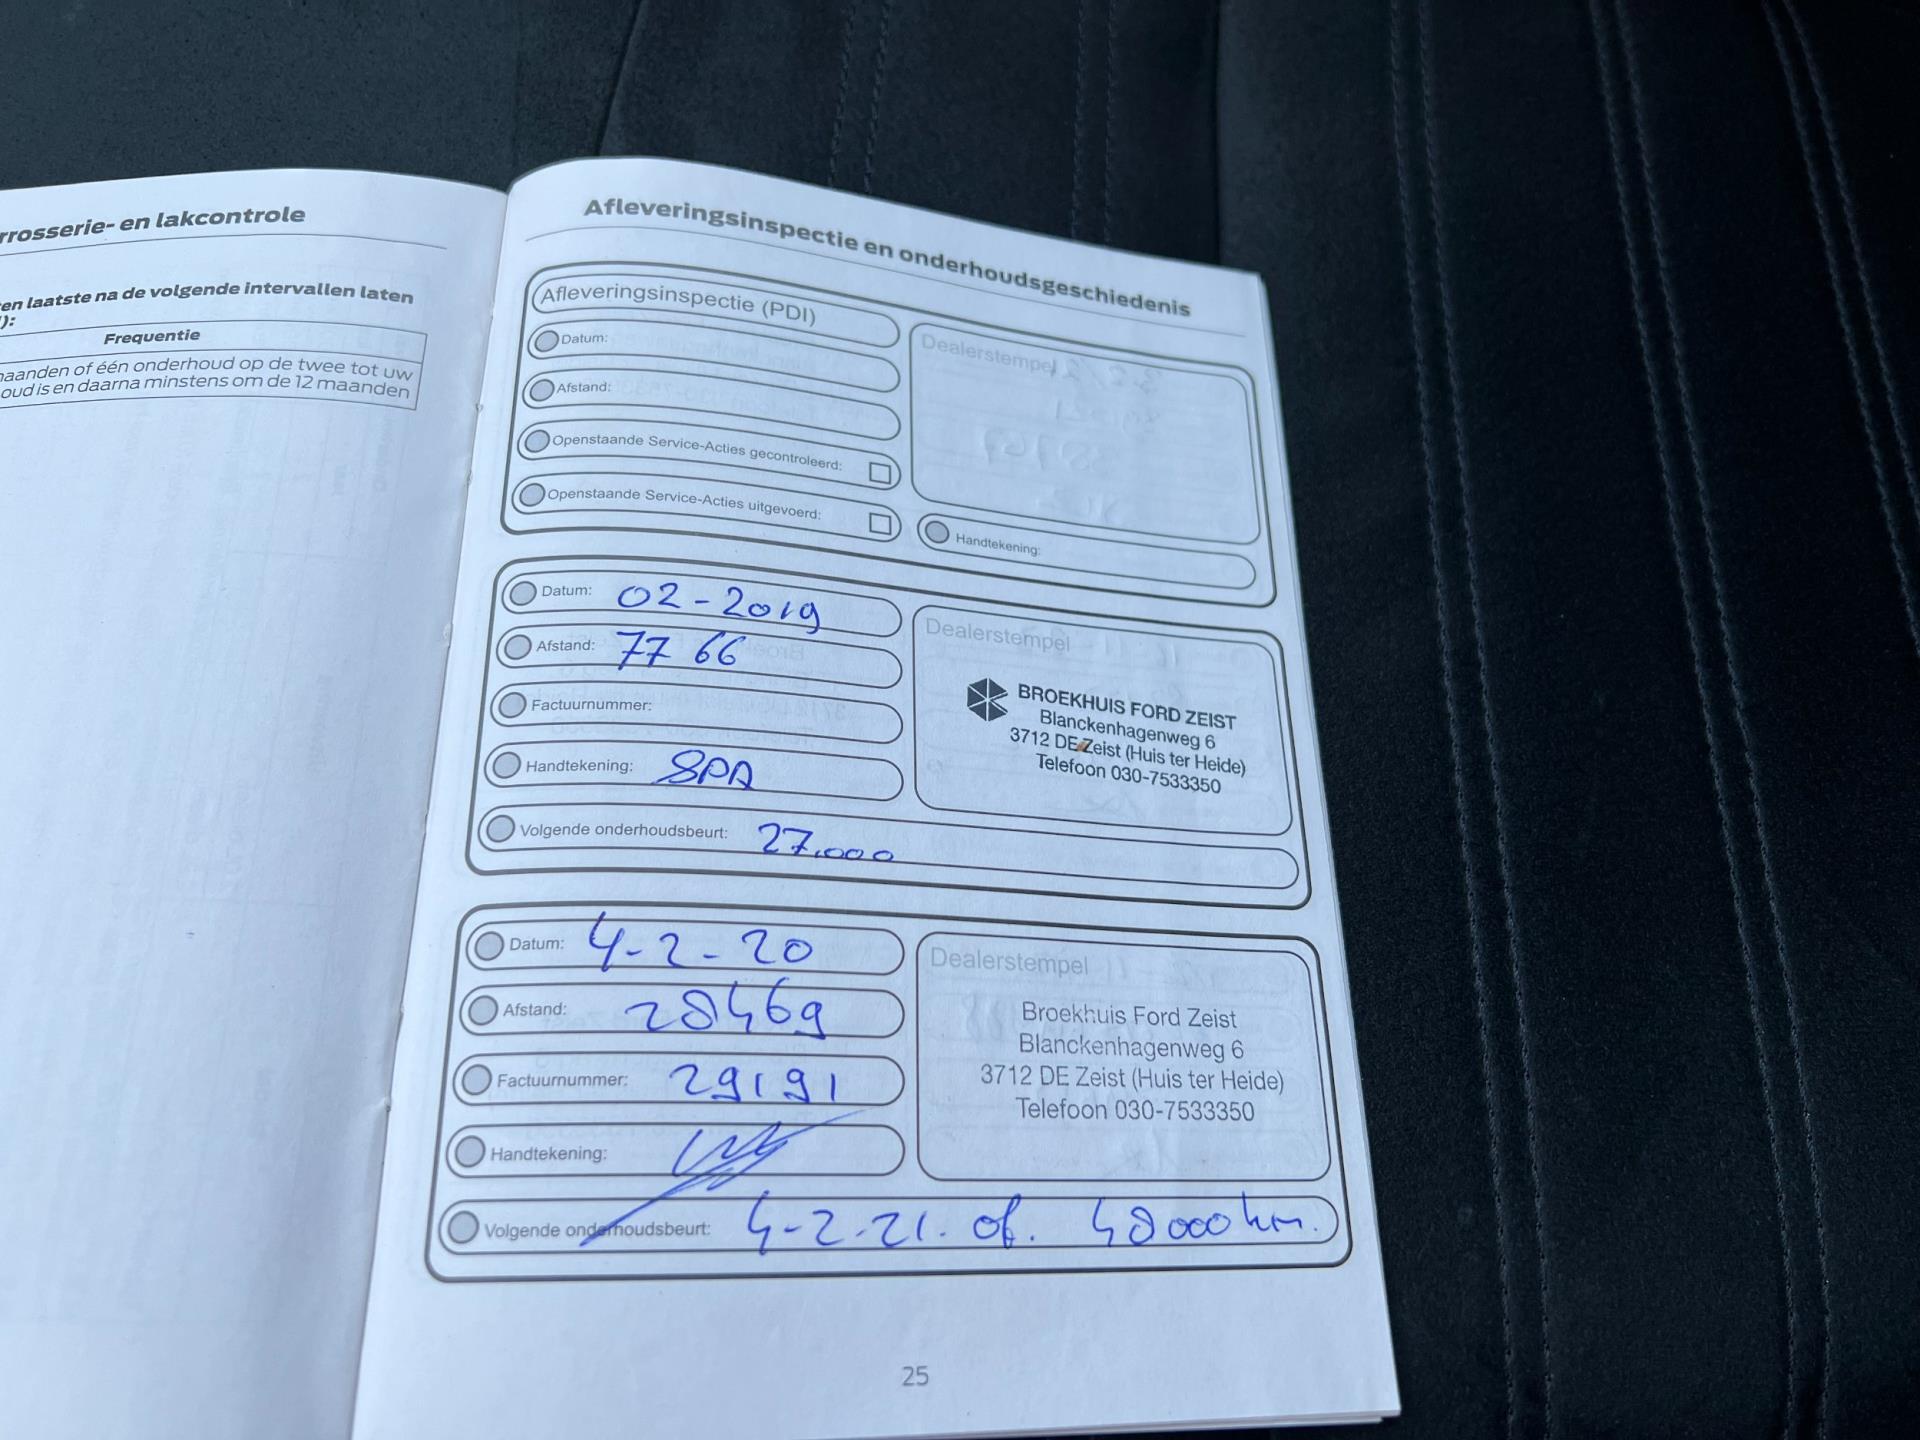 rrosserie- en lakcontrole
en laatste na de volgende intervallen laten
):
Frequentie
maanden of één onderhoud op de twee tot uw
oud is en daarna minstens om de 12 maanden
Afleveringsinspectie en onderhoudsgeschiedenis
Afleveringsinspectie (PDI)
Datum:
Afstand:
Openstaande Service-Acties gecontroleerd:
Openstaande Service-Acties uitgevoerd:
Dealerstempel
Handtekening:
Datum: 02-2019
Afstand: 77 66
Factuurnummer:
Handtekening: SPA
Volgende onderhoudsbeurt: 27.000
Dealerstempel
BROEKHUIS FORD ZEIST
Blanckenhagenweg 6
3712 DE Zeist (Huis ter Heide)
Telefoon 030-7533350
Datum: 4-2-20
Afstand: 28469
Factuurnummer: 29191
Handtekening:
Volgende onderhoudsbeurt: 4-2-21. of. 48000 km.
Dealerstempel
Broekhuis Ford Zeist
Blanckenhagenweg 6
3712 DE Zeist (Huis ter Heide)
Telefoon 030-7533350
25